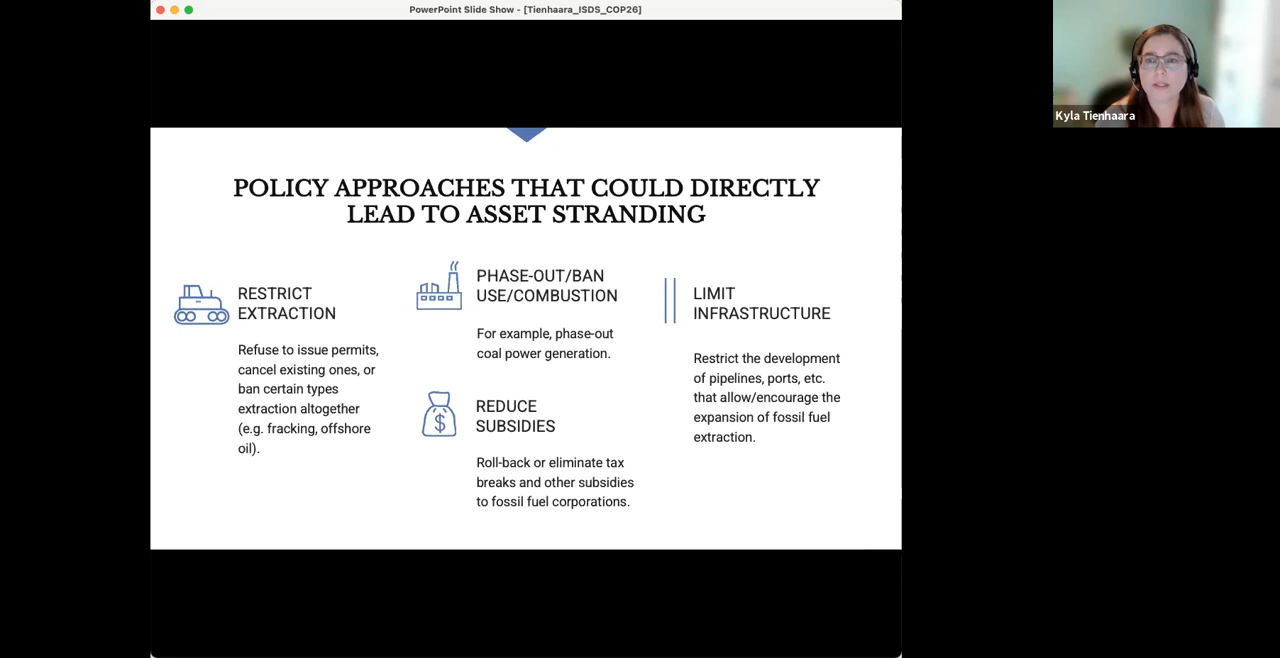 PowerPoint Slide Show - [Tienhaara_ISDS_COP26]
Kyla Tienhaara
POLICY APPROACHES THAT COULD DIRECTLY
LEAD TO ASSET STRANDING
RESTRICT
EXTRACTION
Refuse to issue permits,
cancel existing ones, or
ban certain types
extraction altogether
(e.g. fracking, offshore
oil).
PHASE-OUT/BAN
USE/COMBUSTION
For example, phase-out
coal power generation.
$
REDUCE
SUBSIDIES
Roll-back or eliminate tax
breaks and other subsidies
to fossil fuel corporations.
LIMIT
INFRASTRUCTURE
Restrict the development
of pipelines, ports, etc.
that allow/encourage the
expansion of fossil fuel
extraction.